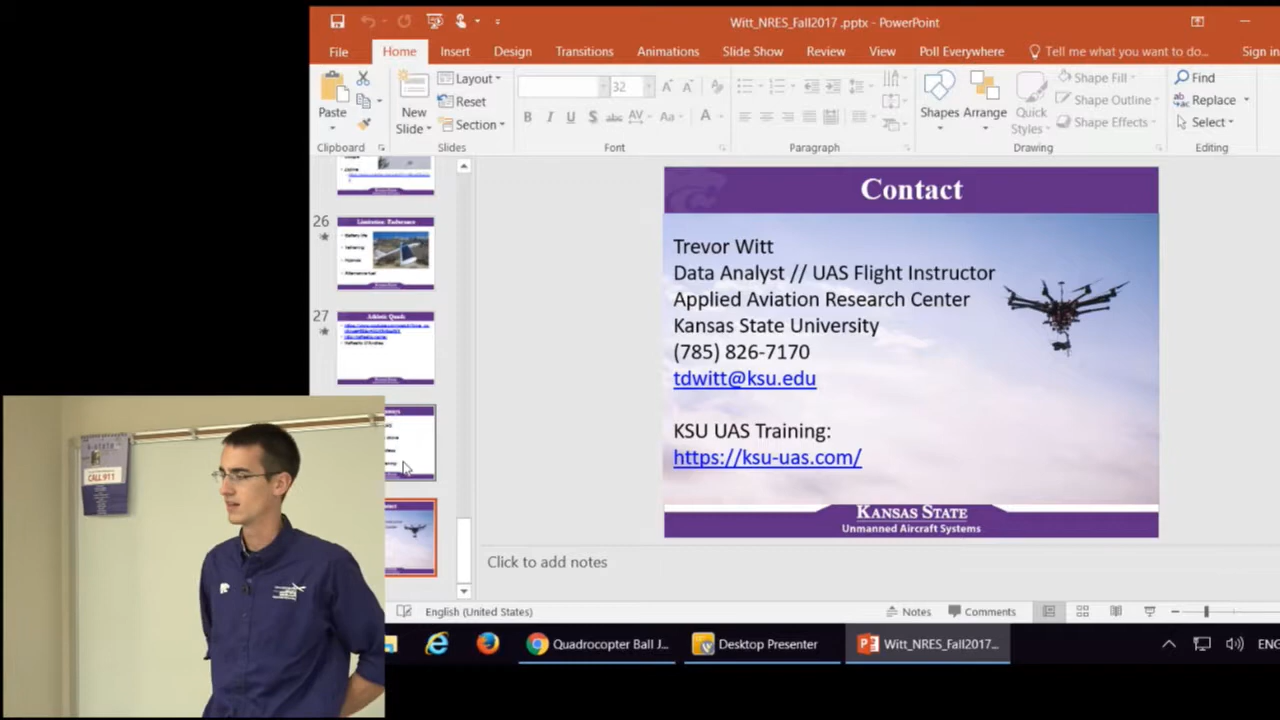 Witt_NRES_Fall2017 .pptx - PowerPoint
File
Home
Insert
Design
Transitions
Animations
Slide Show
Review
View
Poll Everywhere
Tell me what you want to do...
Sign in
Paste
Layout
Reset
New
Slide
Section
32
Shapes
Arrange
Quick
Styles
Shape Fill
Shape Outline
Shape Effects
Find
Replace
Select
Clipboard
Slides
Font
Paragraph
Drawing
Editing
26
Limitation: Endurance
27
Athletic Quads
Contact
Trevor Witt
Data Analyst // UAS Flight Instructor
Applied Aviation Research Center
Kansas State University
(785) 826-7170
tdwitt@ksu.edu
KSU UAS Training:
https://ksu-uas.com/
KANSAS STATE
Unmanned Aircraft Systems
CALL 911
Click to add notes
English (United States)
Notes
Comments
Quadrocopter Ball J...
Desktop Presenter
Witt_NRES_Fall2017...
ENG